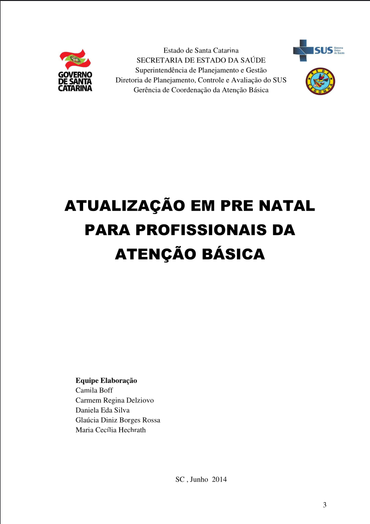 Estado de Santa Catarina
SECRETARIA DE ESTADO DA SAÚDE
Superintendência de Planejamento e Gestão
Diretoria de Planejamento, Controle e Avaliação do SUS
Gerência de Coordenação da Atenção Básica
GOVERNO
DE SANTA
CATARINA
SUS
ATUALIZAÇÃO EM PRE NATAL
PARA PROFISSIONAIS DA
ATENÇÃO BÁSICA
Equipe Elaboração
Camila Boff
Carmem Regina Delziovo
Daniela Eda Silva
Glaúcia Diniz Borges Rossa
Maria Cecília Hechrath
SC , Junho 2014
3